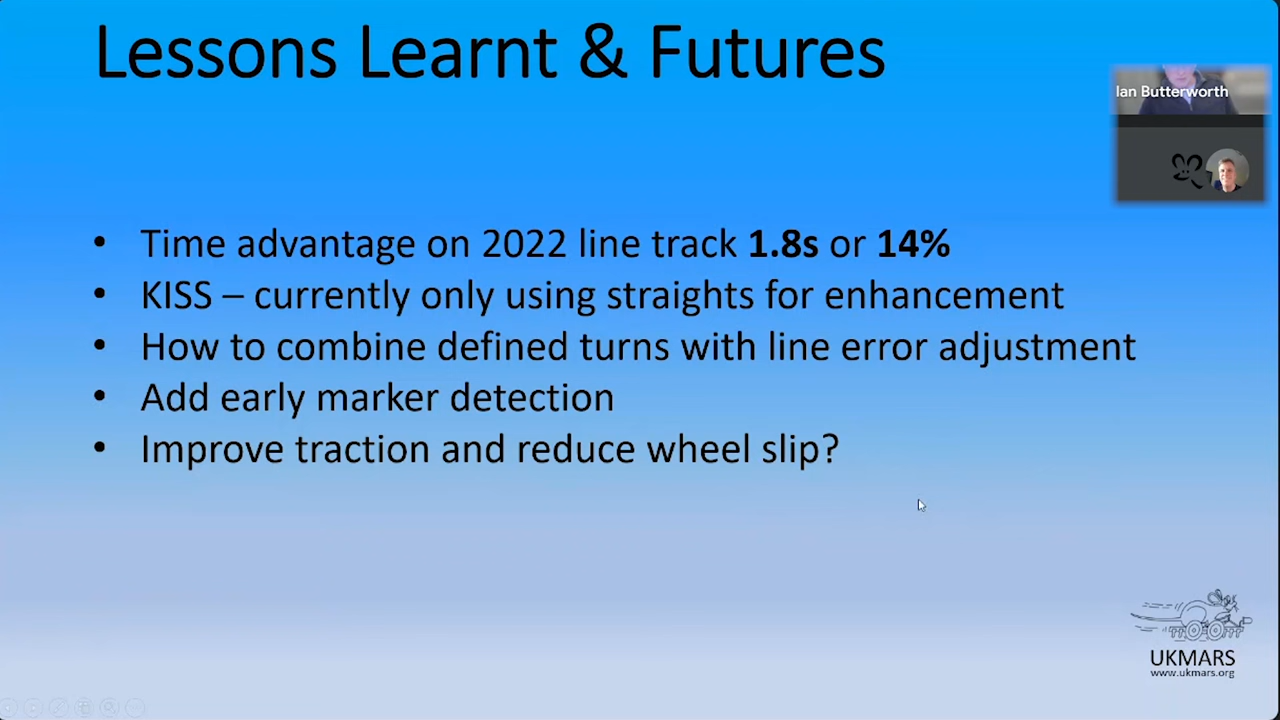 Lessons Learnt & Futures
Ian Butterworth
• Time advantage on 2022 line track 1.8s or 14%
• KISS – currently only using straights for enhancement
• How to combine defined turns with line error adjustment
• Add early marker detection
• Improve traction and reduce wheel slip?
UKMARS
www.ukmars.org